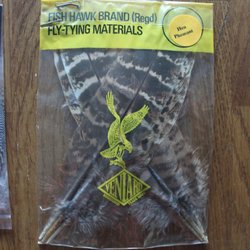 FISH HAWK BRAND (Regd)
FLY-TYING MATERIALS
Hen
Pheasant
VENIARD